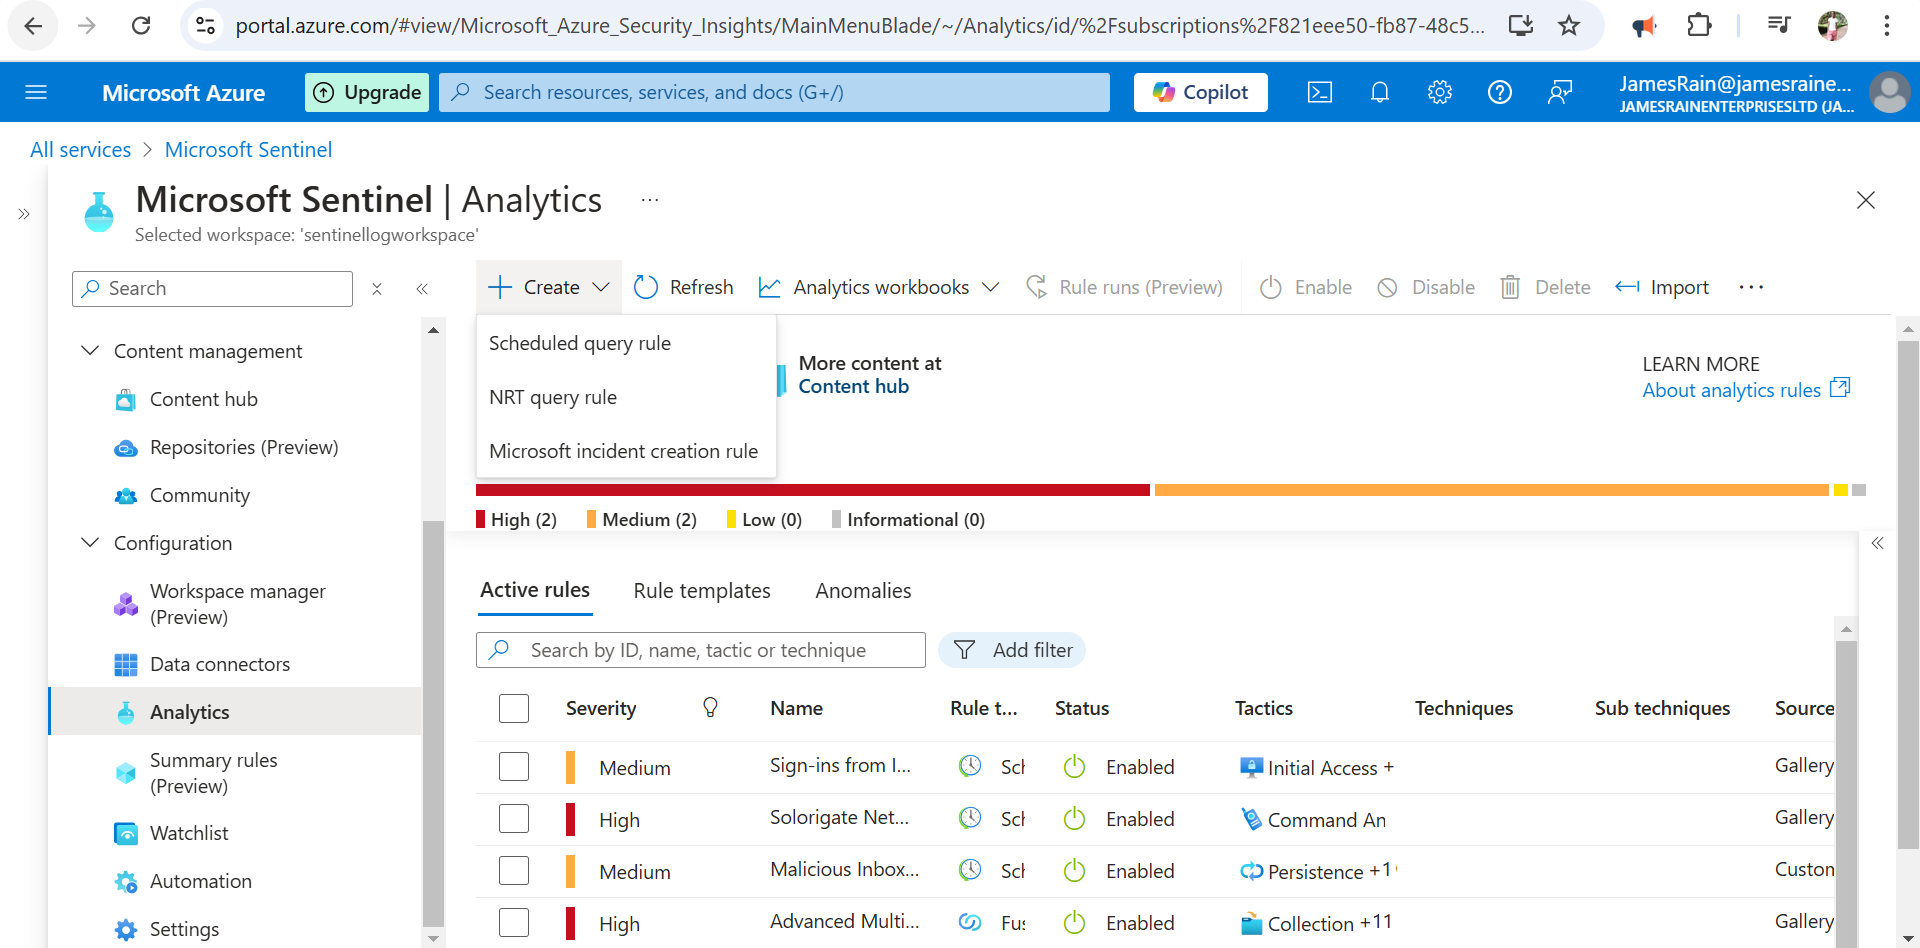 portal.azure.com/#view/Microsoft_Azure_Security_Insights/MainMenuBlade/~/Analytics/id/%2Fsubscriptions%2F821eee50-fb87-48c5...
Microsoft Azure
Upgrade
Search resources, services, and docs (G+/)
Copilot
JamesRain@jamesraine...
JAMESRAINENTERPRISESLTD (JA...
All services > Microsoft Sentinel
Microsoft Sentinel | Analytics ...
Selected workspace: 'sentinellogworkspace'
Search
Content management
Content hub
Repositories (Preview)
Community
Configuration
Workspace manager
(Preview)
Data connectors
Analytics
Summary rules
(Preview)
Watchlist
Automation
Settings
Create
Refresh
Analytics workbooks
Rule runs (Preview)
Enable
Disable
Delete
Import
Scheduled query rule
NRT query rule
Microsoft incident creation rule
More content at
Content hub
LEARN MORE
About analytics rules
High (2)
Medium (2)
Low (0)
Informational (0)
Active rules
Rule templates
Anomalies
Search by ID, name, tactic or technique
Add filter
Severity Name Rule t... Status Tactics Techniques Sub techniques Source
Medium Sign-ins from I... Sch Enabled Initial Access + Gallery
High Solorigate Net... Sch Enabled Command An Gallery
Medium Malicious Inbox... Sch Enabled Persistence +1 Custon
High Advanced Multi... Fus Enabled Collection +11 Gallery